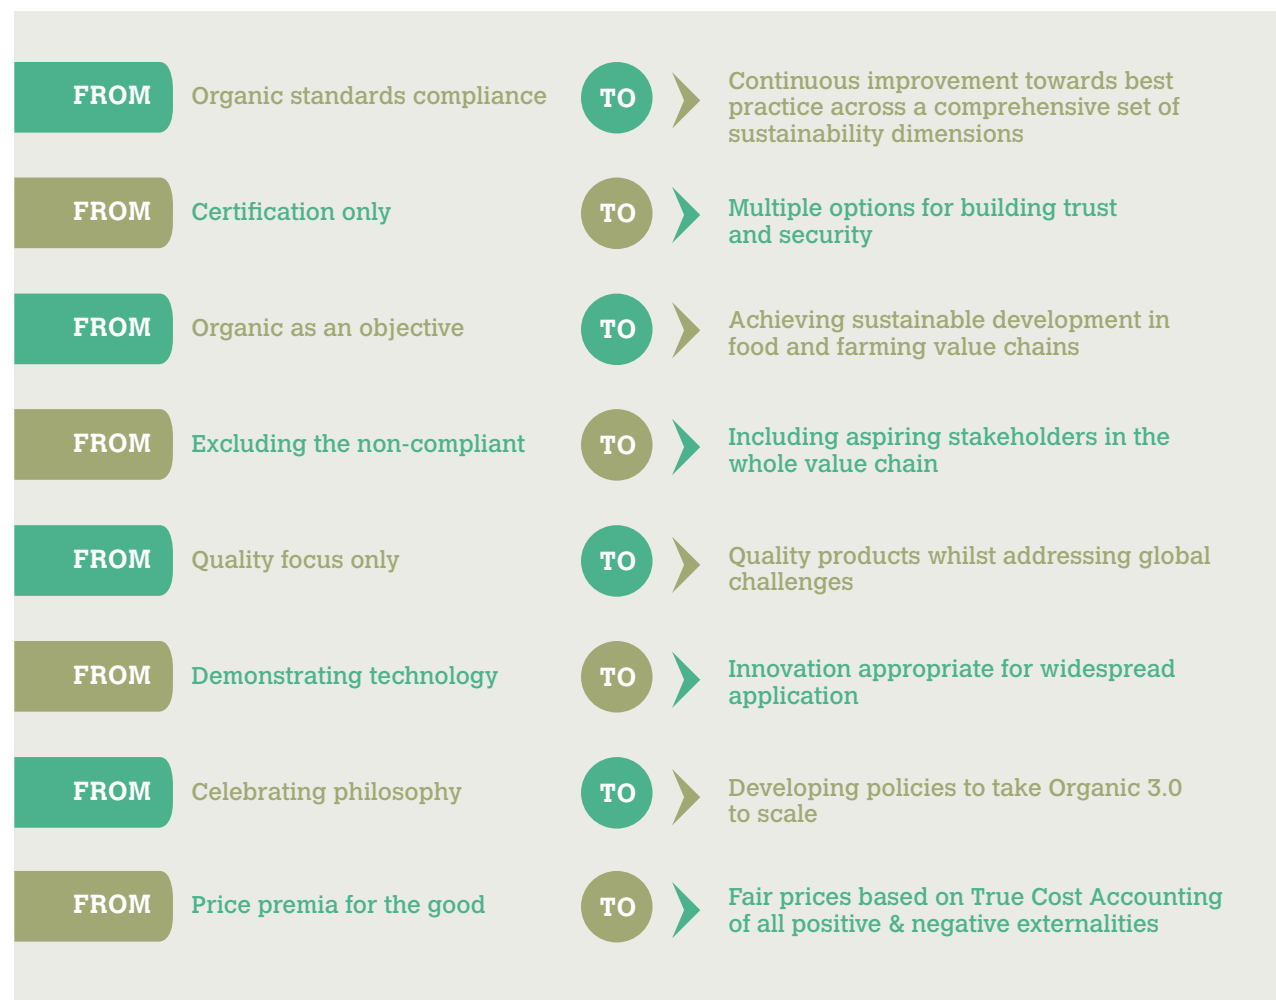 FROM Organic standards compliance TO Continuous improvement towards best
practice across a comprehensive set of
sustainability dimensions
FROM Certification only TO Multiple options for building trust
and security
FROM Organic as an objective TO Achieving sustainable development in
food and farming value chains
FROM Excluding the non-compliant TO Including aspiring stakeholders in the
whole value chain
FROM Quality focus only TO Quality products whilst addressing global
challenges
FROM Demonstrating technology TO Innovation appropriate for widespread
application
FROM Celebrating philosophy TO Developing policies to take Organic 3.0
to scale
FROM Price premia for the good TO Fair prices based on True Cost Accounting
of all positive & negative externalities